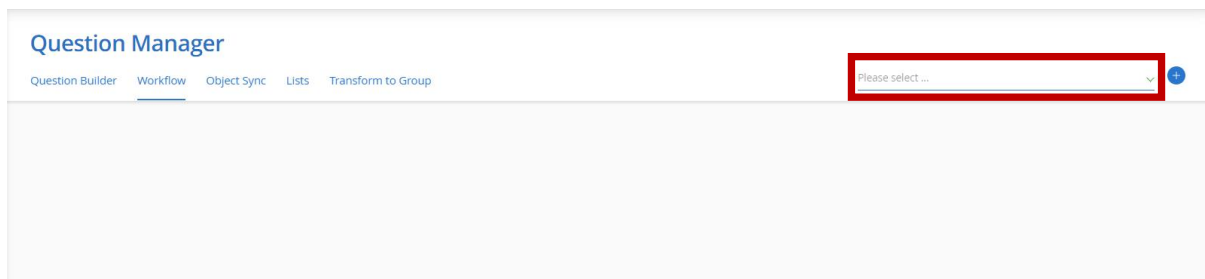 Question Manager
Question Builder Workflow Object Sync Lists Transform to Group
Please select ...